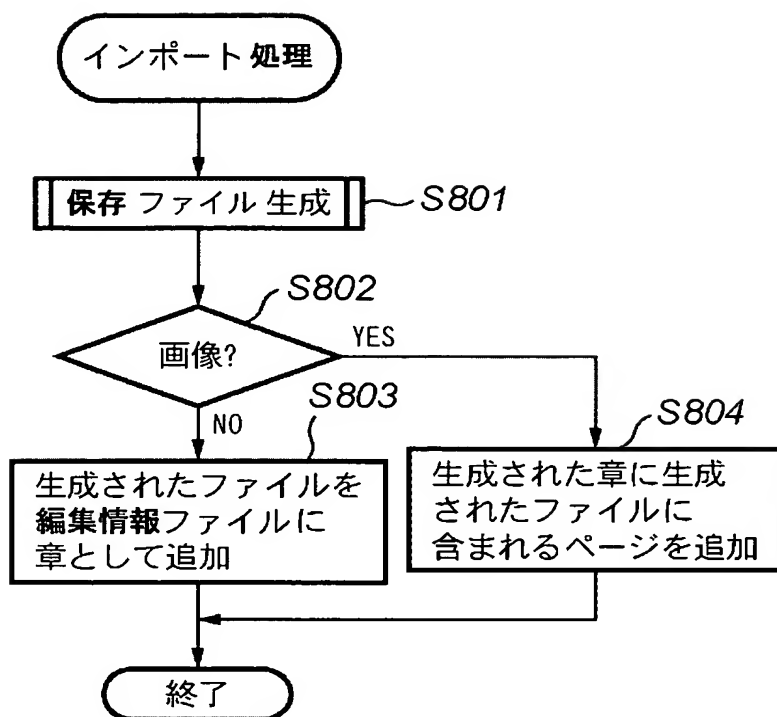 インポート 処理
保存 ファイル 生成
S801
S802
画像?
YES
NO
S803
生成されたファイルを
編集情報ファイルに
章として追加
S804
生成された章に生成
されたファイルに
含まれるページを追加
終了